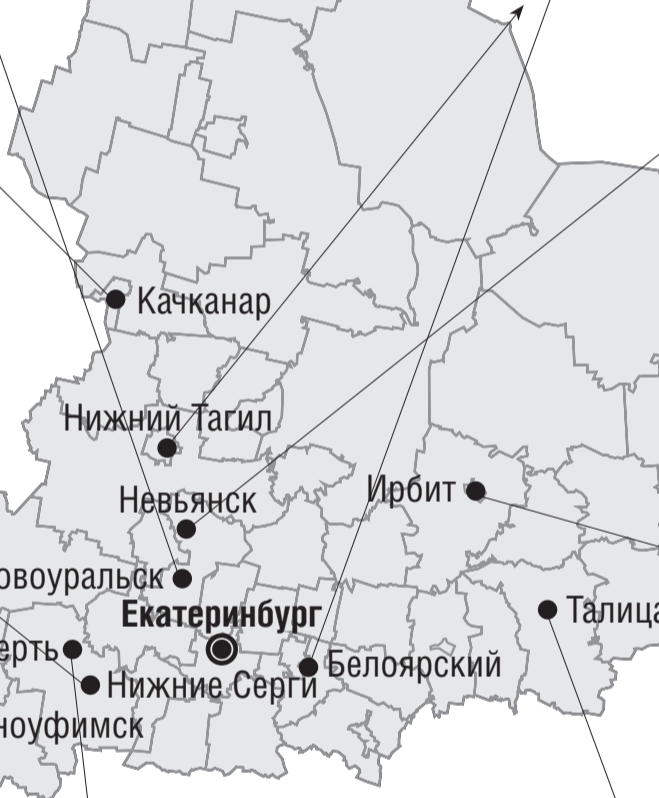 Качканар
Нижний Тагил
Ирбит
Невьянск
овоуральск
Екатеринбург
Талица
ерть
Белоярский
Нижние Серги
ноуфимск